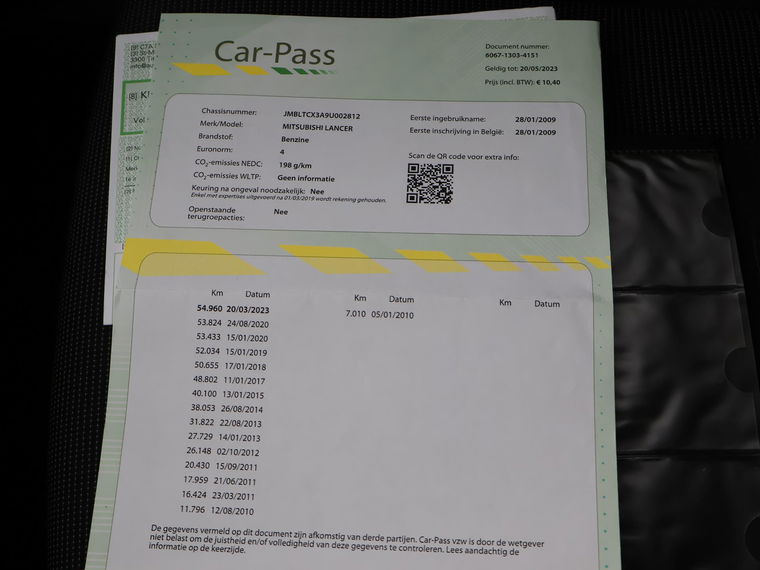 Car-Pass
Document nummer:
6067-1303-4151
Geldig tot: 20/05/2023
Prijs (incl. BTW): € 10,40
Chassisnummer: JMBLTCX3A9U002812
Merk/Model: MITSUBISHI LANCER
Brandstof: Benzine
Euronorm: 4
CO₂-emissies NEDC: 198 g/km
CO₂-emissies WLTP: Geen informatie
Keuring na ongeval noodzakelijk: Nee
Enkel met expertises uitgevoerd na 01/03/2019 wordt rekening gehouden.
Openstaande
terugroepacties: Nee
Eerste ingebruikname: 28/01/2009
Eerste inschrijving in België: 28/01/2009
Scan de QR code voor extra info:
Km Datum
54.960 20/03/2023
53.824 24/08/2020
53.433 15/01/2020
52.034 15/01/2019
50.655 17/01/2018
48.802 11/01/2017
40.100 13/01/2015
38.053 26/08/2014
31.822 22/08/2013
27.729 14/01/2013
26.148 02/10/2012
20.430 15/09/2011
17.959 21/06/2011
16.424 23/03/2011
11.796 12/08/2010
Km Datum
7.010 05/01/2010
Km Datum
De gegevens vermeld op dit document zijn afkomstig van derde partijen. Car-Pass vzw is door de wetgever
niet belast om de juistheid en/of volledigheid van deze gegevens te controleren. Lees aandachtig de
informatie op de keerzijde.